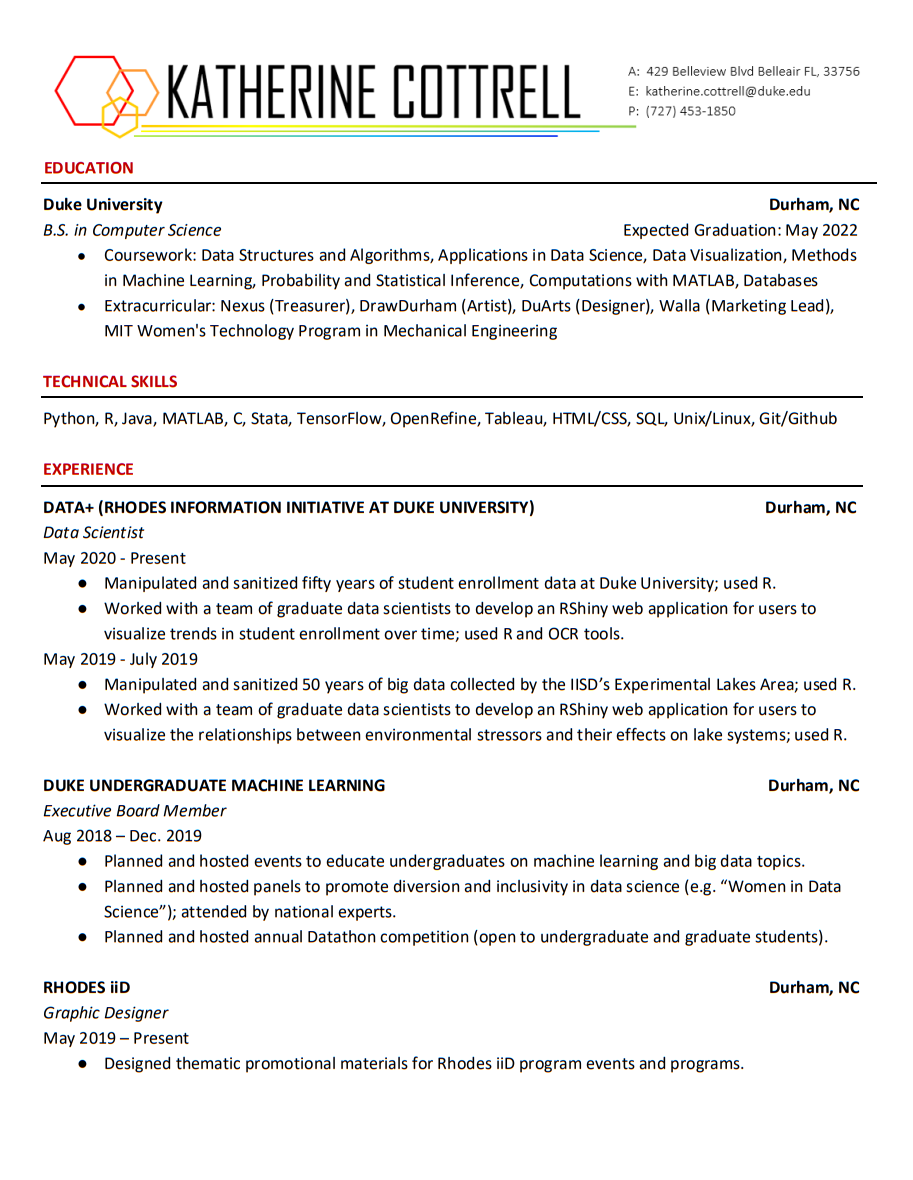 KATHERINE COTTRELL
A: 429 Belleview Blvd Belleair FL, 33756
E: katherine.cottrell@duke.edu
P: (727) 453-1850
EDUCATION
Duke University Durham, NC
B.S. in Computer Science Expected Graduation: May 2022
• Coursework: Data Structures and Algorithms, Applications in Data Science, Data Visualization, Methods
in Machine Learning, Probability and Statistical Inference, Computations with MATLAB, Databases
• Extracurricular: Nexus (Treasurer), DrawDurham (Artist), DuArts (Designer), Walla (Marketing Lead),
MIT Women's Technology Program in Mechanical Engineering
TECHNICAL SKILLS
Python, R, Java, MATLAB, C, Stata, TensorFlow, OpenRefine, Tableau, HTML/CSS, SQL, Unix/Linux, Git/Github
EXPERIENCE
DATA+ (RHODES INFORMATION INITIATIVE AT DUKE UNIVERSITY) Durham, NC
Data Scientist
May 2020 - Present
• Manipulated and sanitized fifty years of student enrollment data at Duke University; used R.
• Worked with a team of graduate data scientists to develop an RShiny web application for users to
visualize trends in student enrollment over time; used R and OCR tools.
May 2019 - July 2019
• Manipulated and sanitized 50 years of big data collected by the IISD’s Experimental Lakes Area; used R.
• Worked with a team of graduate data scientists to develop an RShiny web application for users to
visualize the relationships between environmental stressors and their effects on lake systems; used R.
DUKE UNDERGRADUATE MACHINE LEARNING Durham, NC
Executive Board Member
Aug 2018 – Dec. 2019
• Planned and hosted events to educate undergraduates on machine learning and big data topics.
• Planned and hosted panels to promote diversion and inclusivity in data science (e.g. “Women in Data
Science”); attended by national experts.
• Planned and hosted annual Datathon competition (open to undergraduate and graduate students).
RHODES iiD Durham, NC
Graphic Designer
May 2019 – Present
• Designed thematic promotional materials for Rhodes iiD program events and programs.